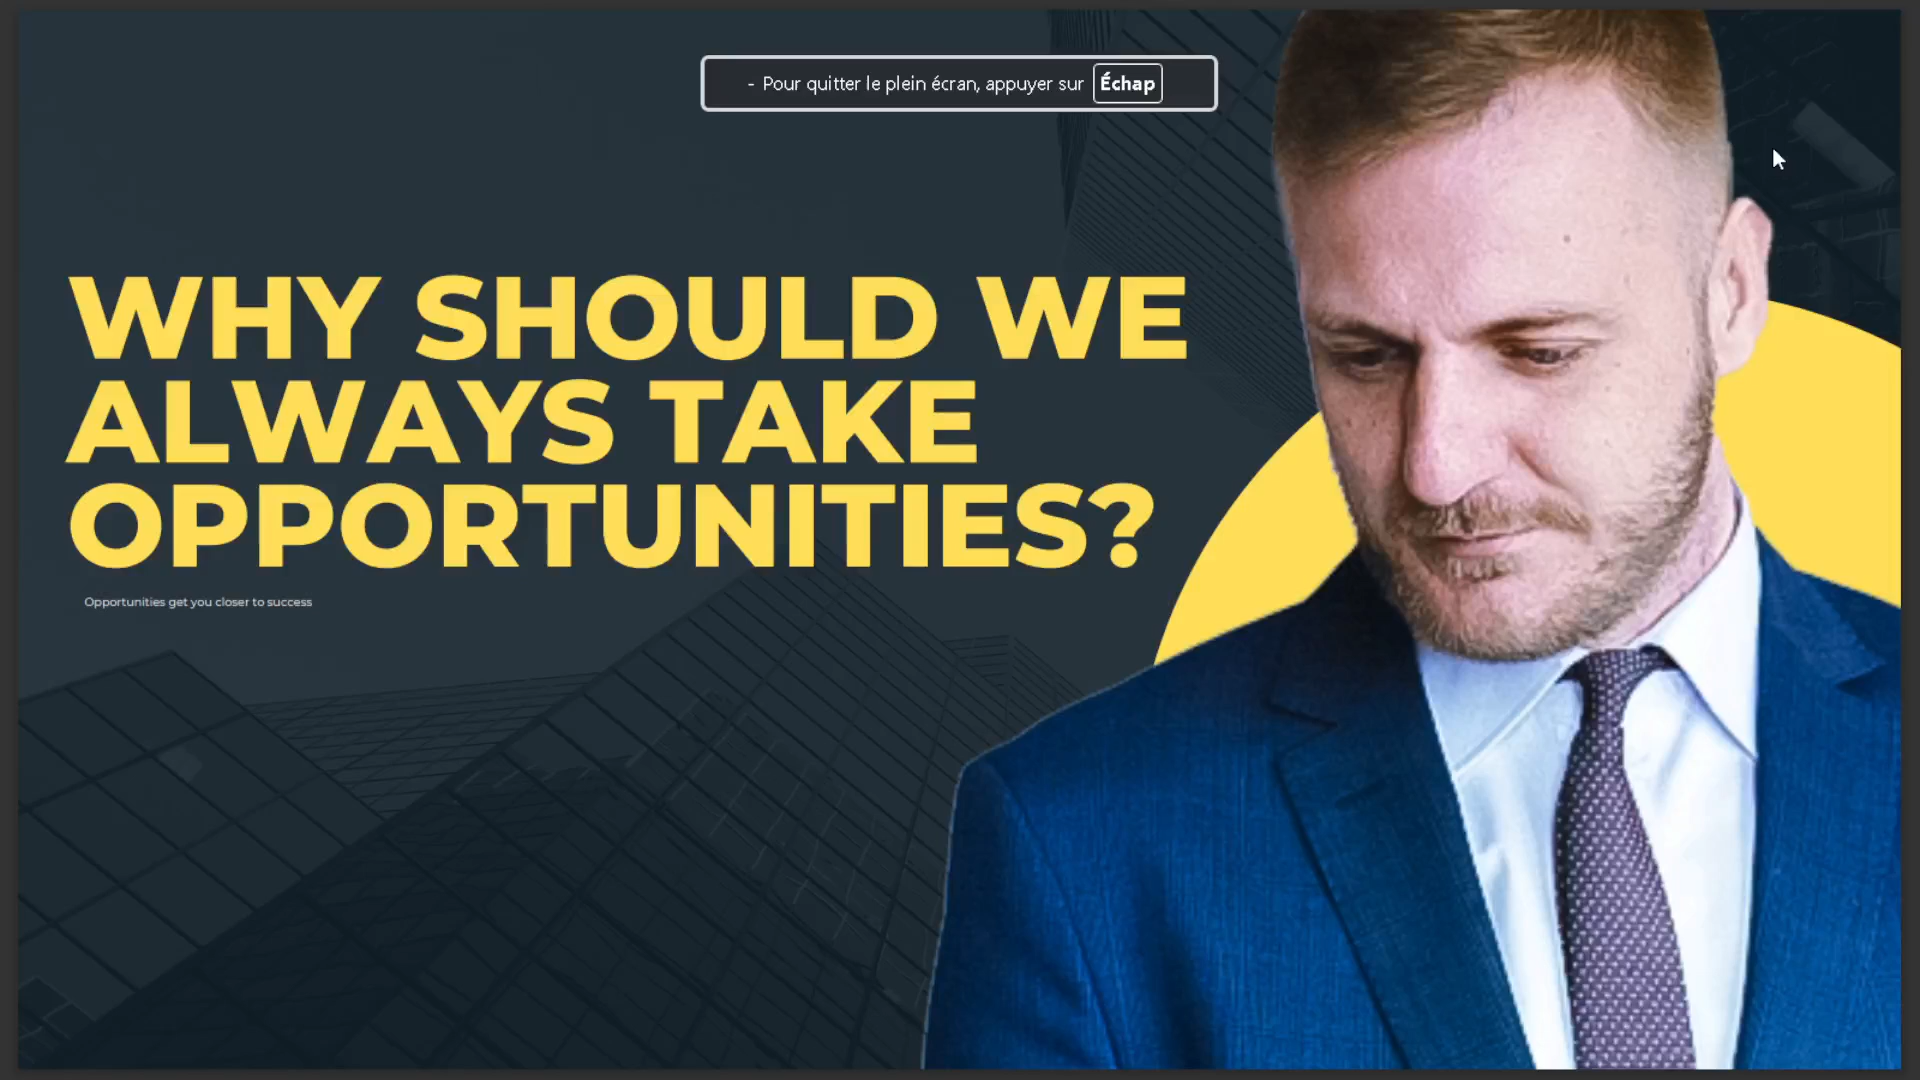 - Pour quitter le plein écran, appuyer sur Échap
WHY SHOULD WE
ALWAYS TAKE
OPPORTUNITIES?
Opportunities get you closer to success